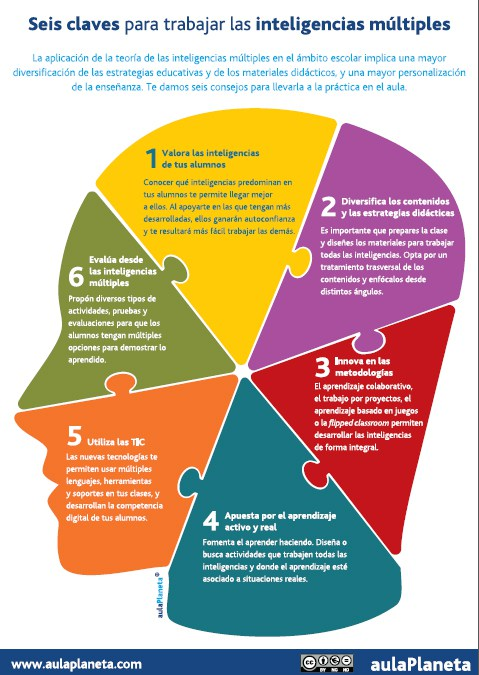 Seis claves para trabajar las inteligencias múltiples
La aplicación de la teoría de las inteligencias múltiples en el ámbito escolar implica una mayor
diversificación de las estrategias educativas y de los materiales didácticos, y una mayor personalización
de la enseñanza. Te damos seis consejos para llevarla a la práctica en el aula.
1 Valora las inteligencias
de tus alumnos
Conocer qué inteligencias predominan en
tus alumnos te permite llegar mejor
a ellos. Al apoyarte en las que tengan más
desarrolladas, ellos ganarán autoconfianza
y te resultará más fácil trabajar las demás.
2 Diversifica los contenidos
y las estrategias didácticas
Es importante que prepares la clase
y diseñes los materiales para trabajar
todas las inteligencias. Opta por un
tratamiento trasversal de los
contenidos y enfócalos desde
distintos ángulos.
3 Innova en las
metodologías
El aprendizaje colaborativo,
el trabajo por proyectos, el
aprendizaje basado en juegos
o la flipped classroom permiten
desarrollar las inteligencias
de forma integral.
4 Apuesta por el aprendizaje
activo y real
Fomenta el aprender haciendo. Diseña o
busca actividades que trabajen todas las
inteligencias y donde el aprendizaje esté
asociado a situaciones reales.
5 Utiliza las TIC
Las nuevas tecnologías te
permiten usar múltiples
lenguajes, herramientas
y soportes en tus clases, y
desarrollan la competencia
digital de tus alumnos.
6 Evalúa desde
las inteligencias
múltiples
Propón diversos tipos de
actividades, pruebas y
evaluaciones para que los
alumnos tengan múltiples
opciones para demostrar lo
aprendido.
aulaPlaneta ©
www.aulaplaneta.com
CC BY NC ND
aulaPlaneta